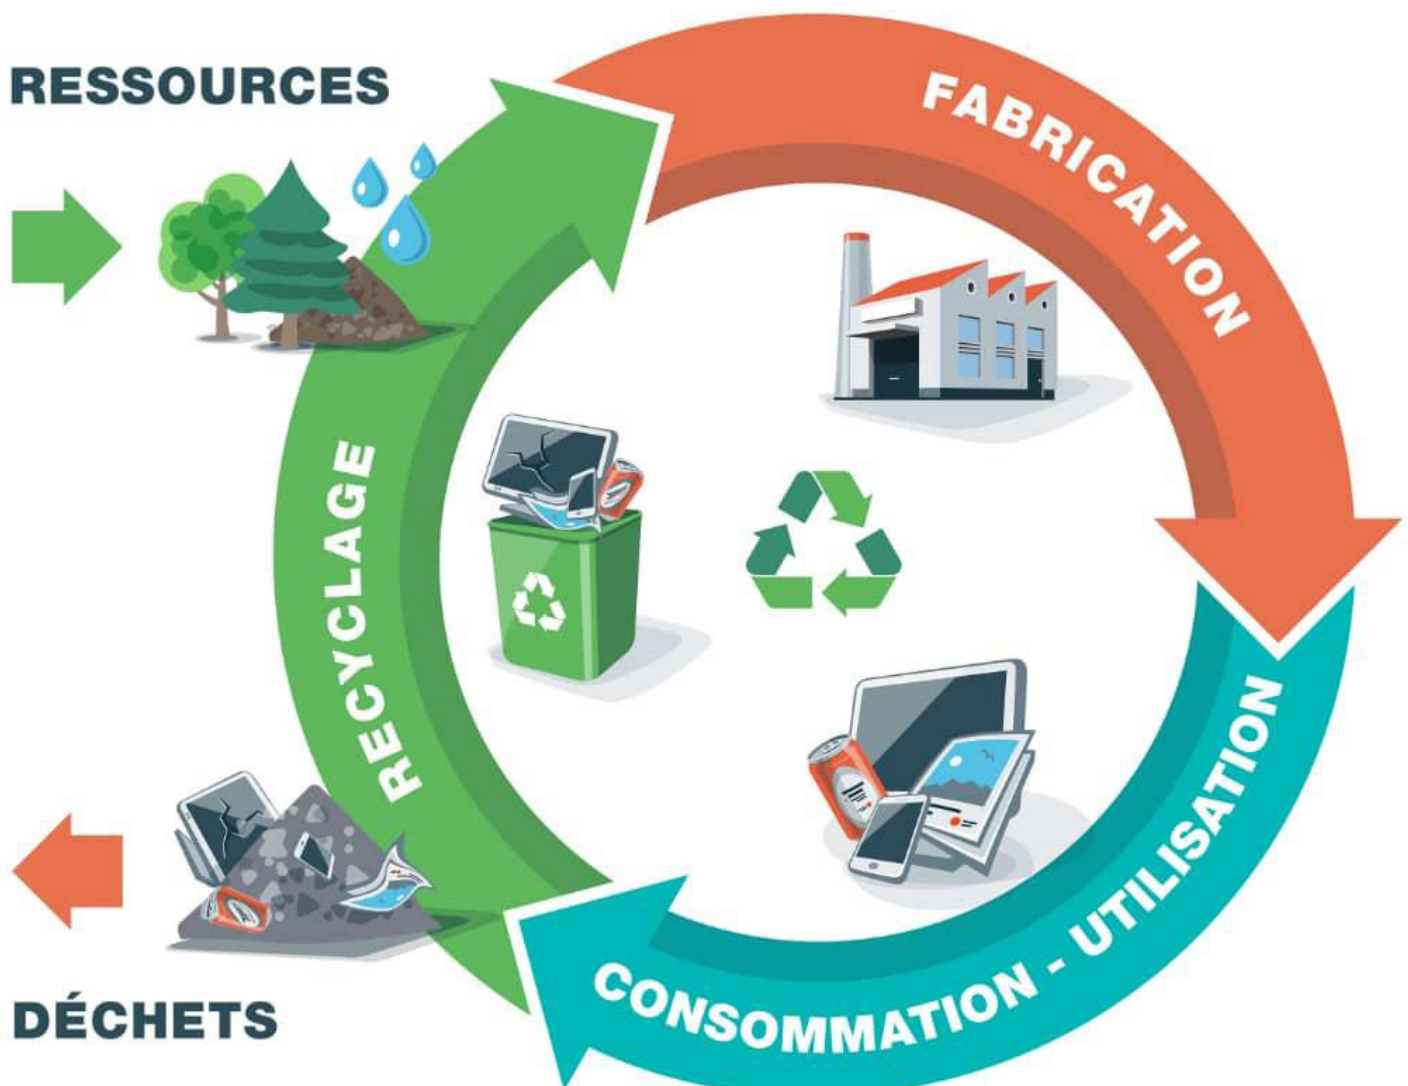 RESSOURCES
FABRICATION
RECYCLAGE
CONSOMMATION - UTILISATION
DÉCHETS